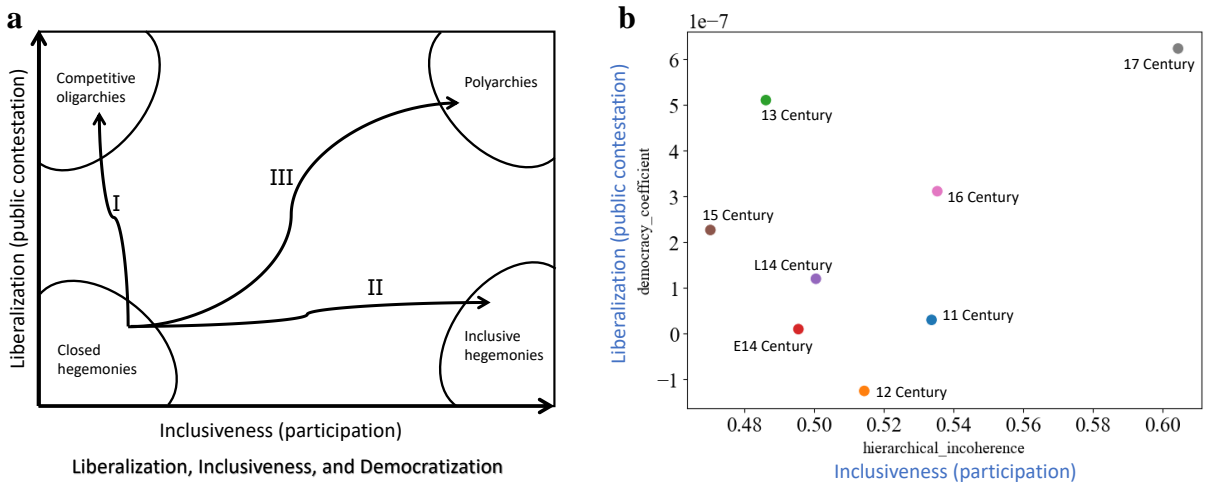 a
Competitive
oligarchies
Polyarchies
III
I
II
Closed
hegemonies
Inclusive
hegemonies
Liberalization (public contestation)
Inclusiveness (participation)
Liberalization, Inclusiveness, and Democratization
b
1e−7
6
5
4
3
2
1
0
−1
17 Century
13 Century
16 Century
15 Century
L14 Century
11 Century
E14 Century
12 Century
Liberalization (public contestation)
democracy_coefficient
0.48 0.50 0.52 0.54 0.56 0.58 0.60
hierarchical_incoherence
Inclusiveness (participation)